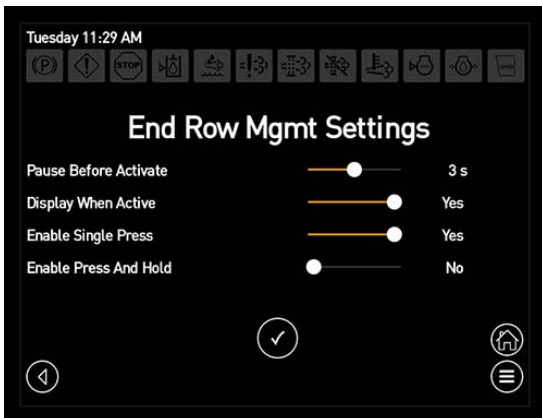 Tuesday 11:29 AM
(P) STOP
End Row Mgmt Settings
Pause Before Activate 3 s
Display When Active Yes
Enable Single Press Yes
Enable Press And Hold No